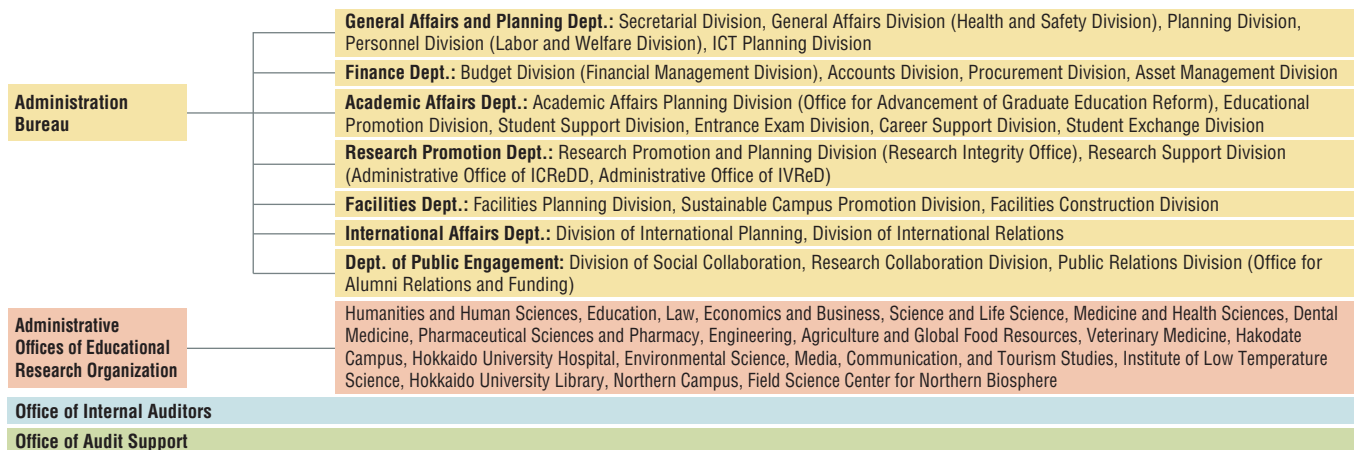 General Affairs and Planning Dept.: Secretarial Division, General Affairs Division (Health and Safety Division), Planning Division,
Personnel Division (Labor and Welfare Division), ICT Planning Division
Finance Dept.: Budget Division (Financial Management Division), Accounts Division, Procurement Division, Asset Management Division
Administration
Bureau
Academic Affairs Dept.: Academic Affairs Planning Division (Office for Advancement of Graduate Education Reform), Educational
Promotion Division, Student Support Division, Entrance Exam Division, Career Support Division, Student Exchange Division
Research Promotion Dept.: Research Promotion and Planning Division (Research Integrity Office), Research Support Division
(Administrative Office of ICReDD, Administrative Office of IVReD)
Facilities Dept.: Facilities Planning Division, Sustainable Campus Promotion Division, Facilities Construction Division
International Affairs Dept.: Division of International Planning, Division of International Relations
Dept. of Public Engagement: Division of Social Collaboration, Research Collaboration Division, Public Relations Division (Office for
Alumni Relations and Funding)
Administrative
Offices of Educational
Research Organization
Humanities and Human Sciences, Education, Law, Economics and Business, Science and Life Science, Medicine and Health Sciences, Dental
Medicine, Pharmaceutical Sciences and Pharmacy, Engineering, Agriculture and Global Food Resources, Veterinary Medicine, Hakodate
Campus, Hokkaido University Hospital, Environmental Science, Media, Communication, and Tourism Studies, Institute of Low Temperature
Science, Hokkaido University Library, Northern Campus, Field Science Center for Northern Biosphere
Office of Internal Auditors
Office of Audit Support